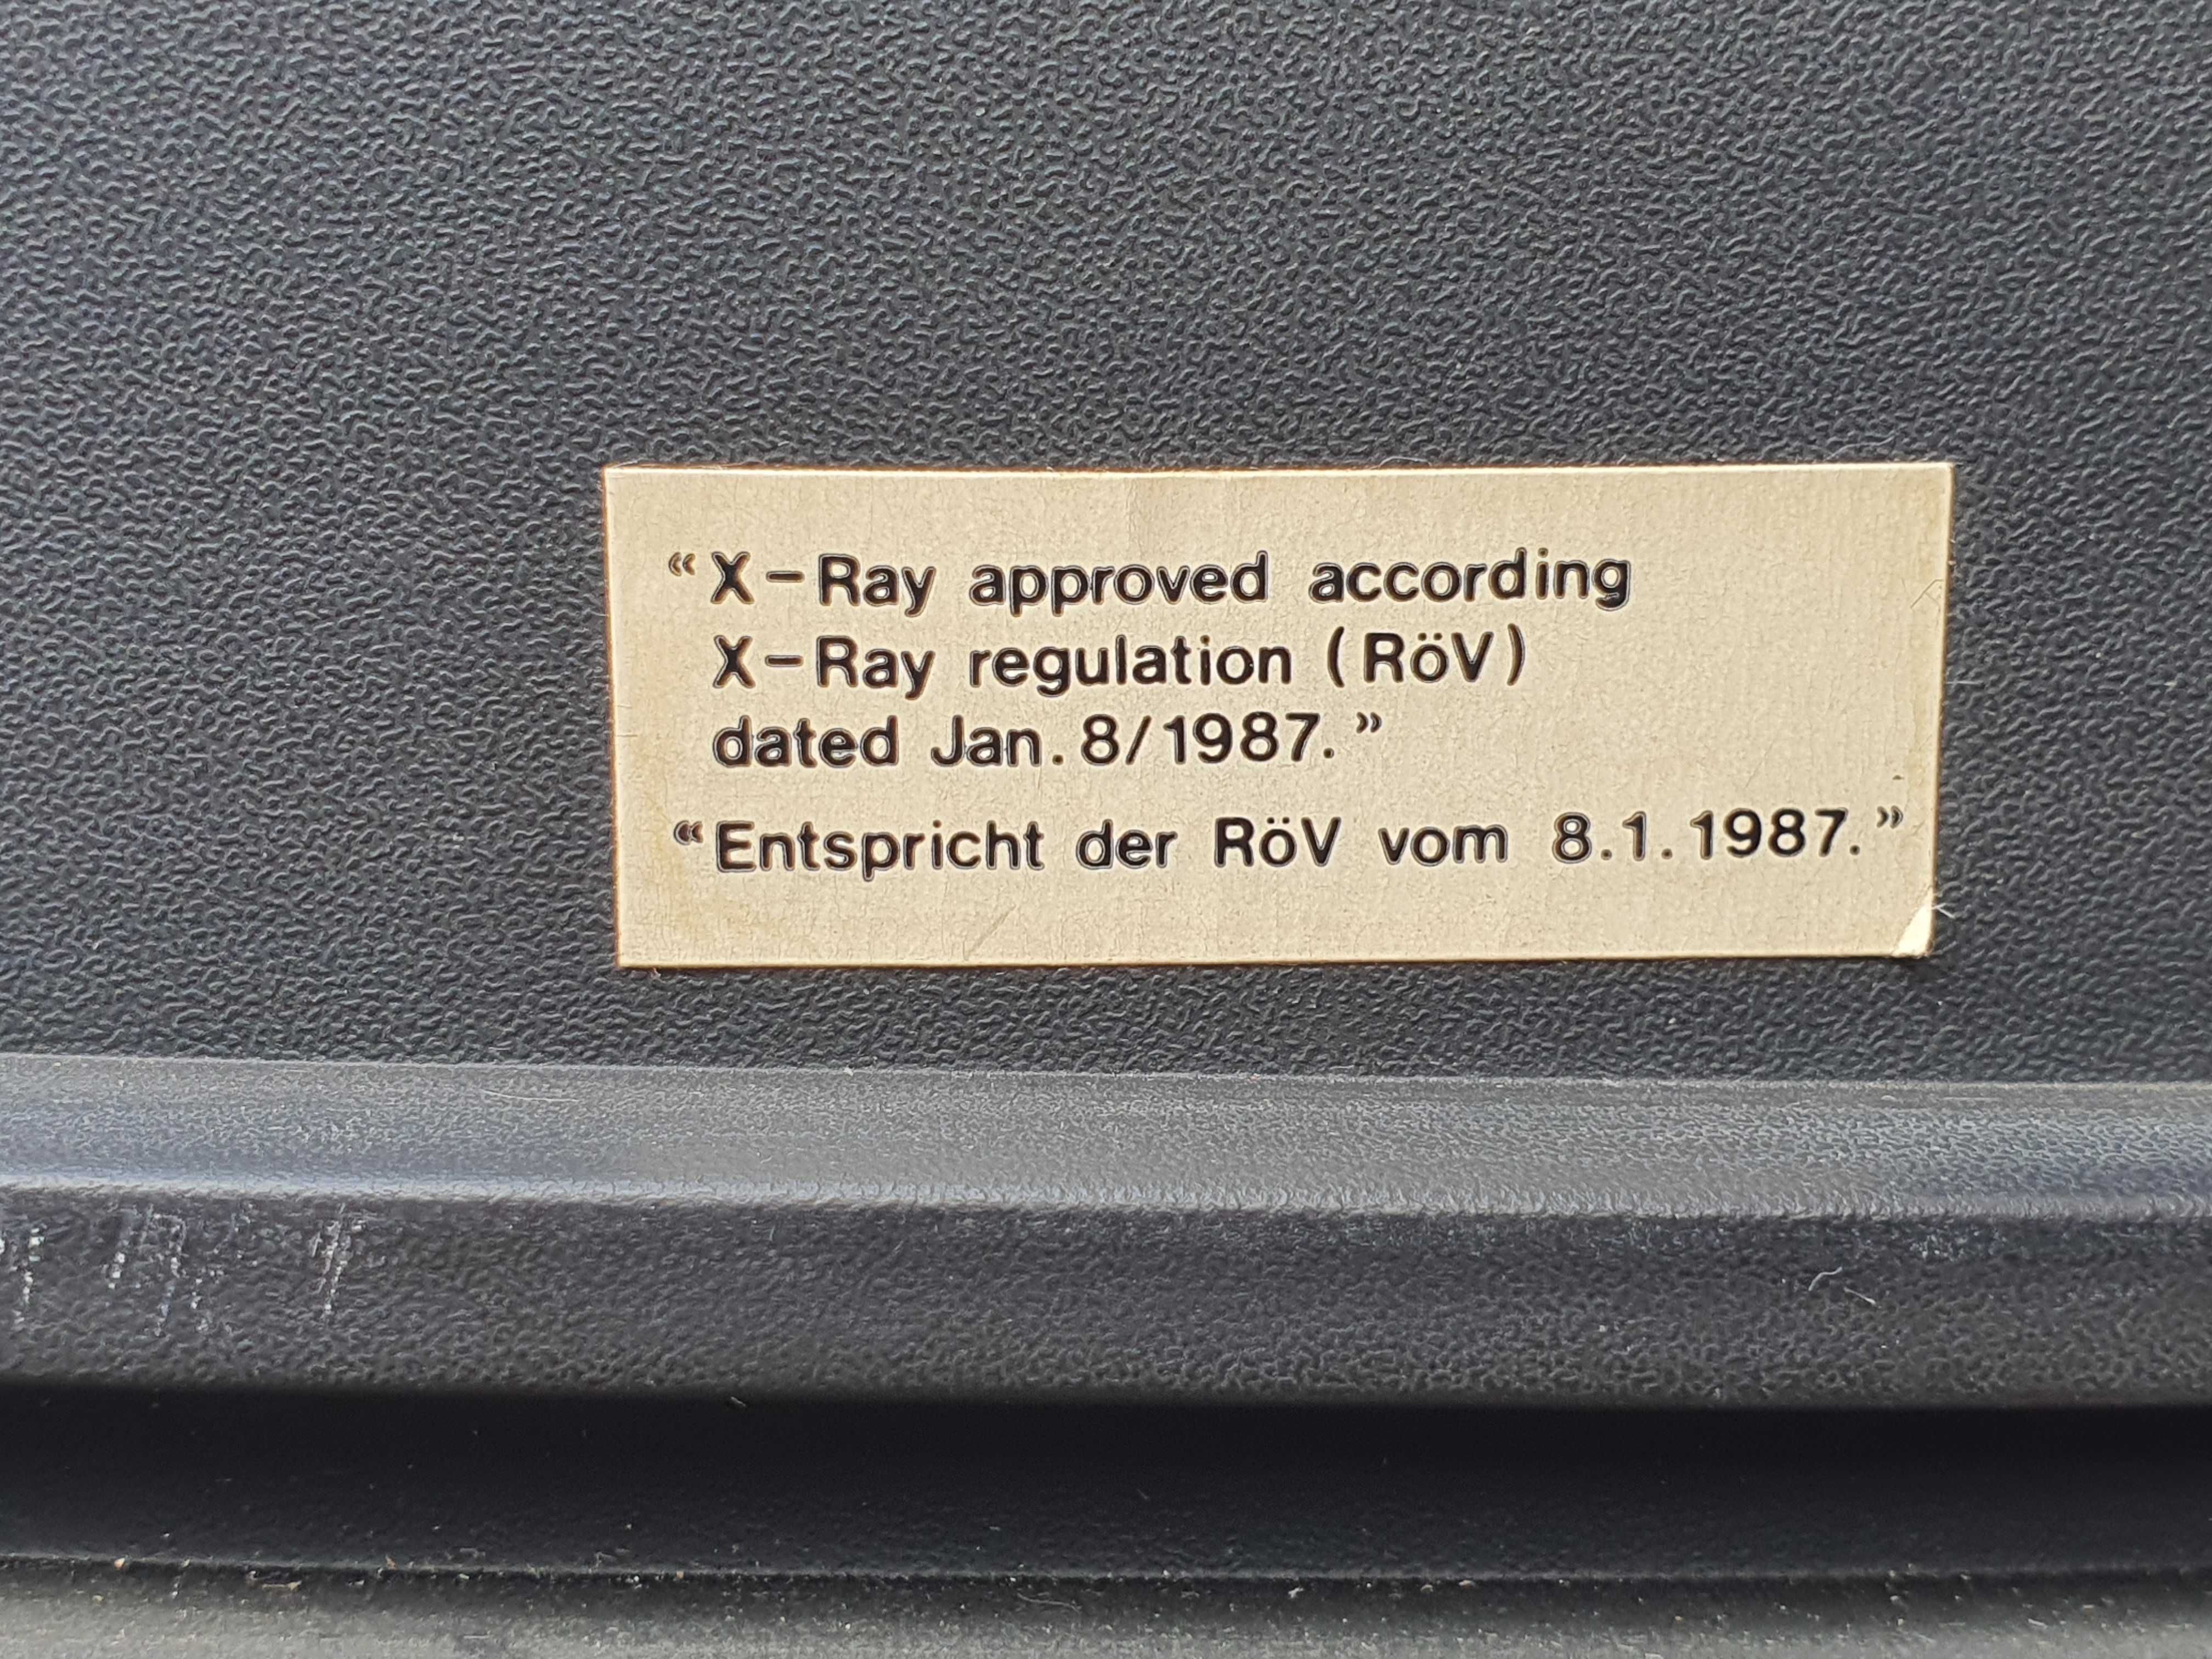 “X-Ray approved according
X-Ray regulation (RöV)
dated Jan. 8/1987.”
“Entspricht der RöV vom 8.1.1987.”